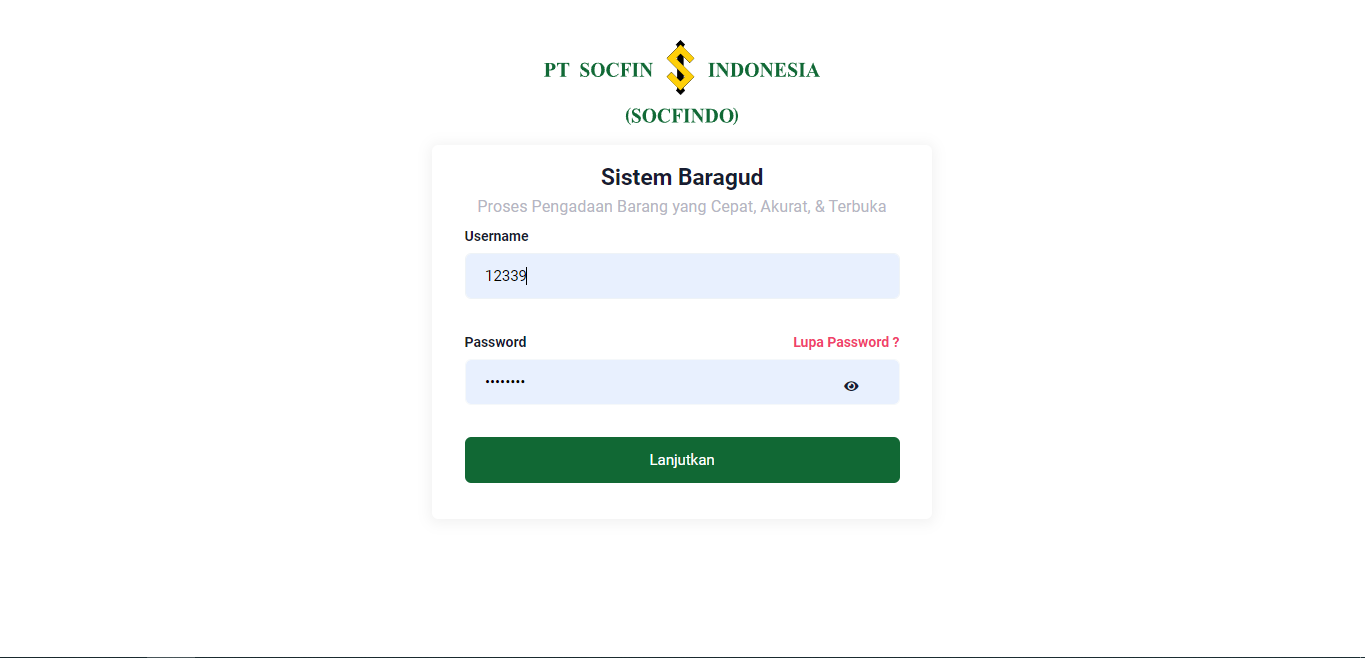 PT SOCFIN INDONESIA
(SOCFINDO)
Sistem Baragud
Proses Pengadaan Barang yang Cepat, Akurat, & Terbuka
Username
12339
Password Lupa Password ?
••••••••
Lanjutkan